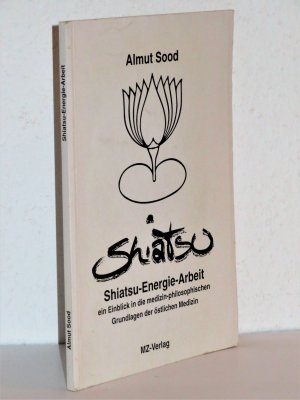 Almut Sood
Shiatsu
Shiatsu-Energie-Arbeit
ein Einblick in die medizin-philosophischen
Grundlagen der östlichen Medizin
MZ-Verlag
Shiatsu-Energie-Arbeit
Almut Sood